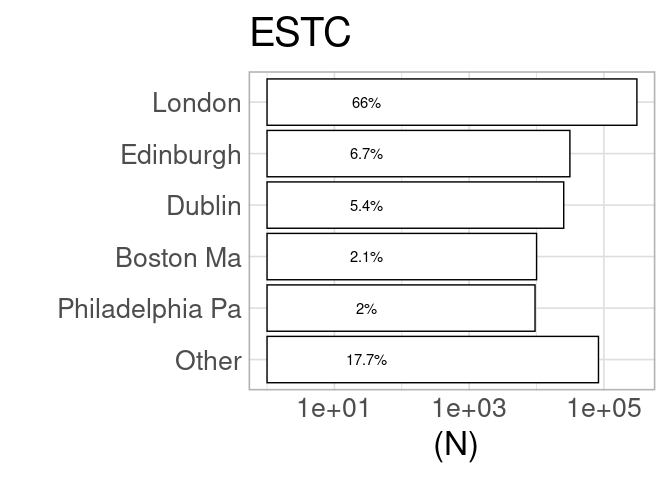 ESTC
London
66%
Edinburgh
6.7%
Dublin
5.4%
Boston Ma
2.1%
Philadelphia Pa
2%
Other
17.7%
1e+01 1e+03 1e+05
(N)